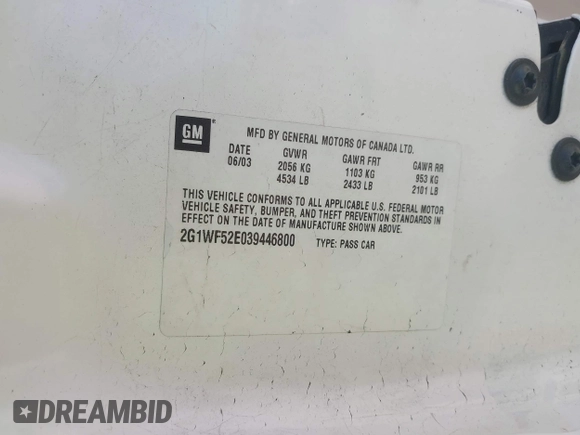 GM
MFD BY GENERAL MOTORS OF CANADA LTD.
DATE GVWR GAWR FRT GAWR RR
06/03 2056 KG 1103 KG 953 KG
4534 LB 2433 LB 2101 LB
THIS VEHICLE CONFORMS TO ALL APPLICABLE U.S. FEDERAL MOTOR
VEHICLE SAFETY, BUMPER, AND THEFT PREVENTION STANDARDS IN
EFFECT ON THE DATE OF MANUFACTURE SHOWN ABOVE.
2G1WF52E039446800 TYPE: PASS CAR
DREAMBID